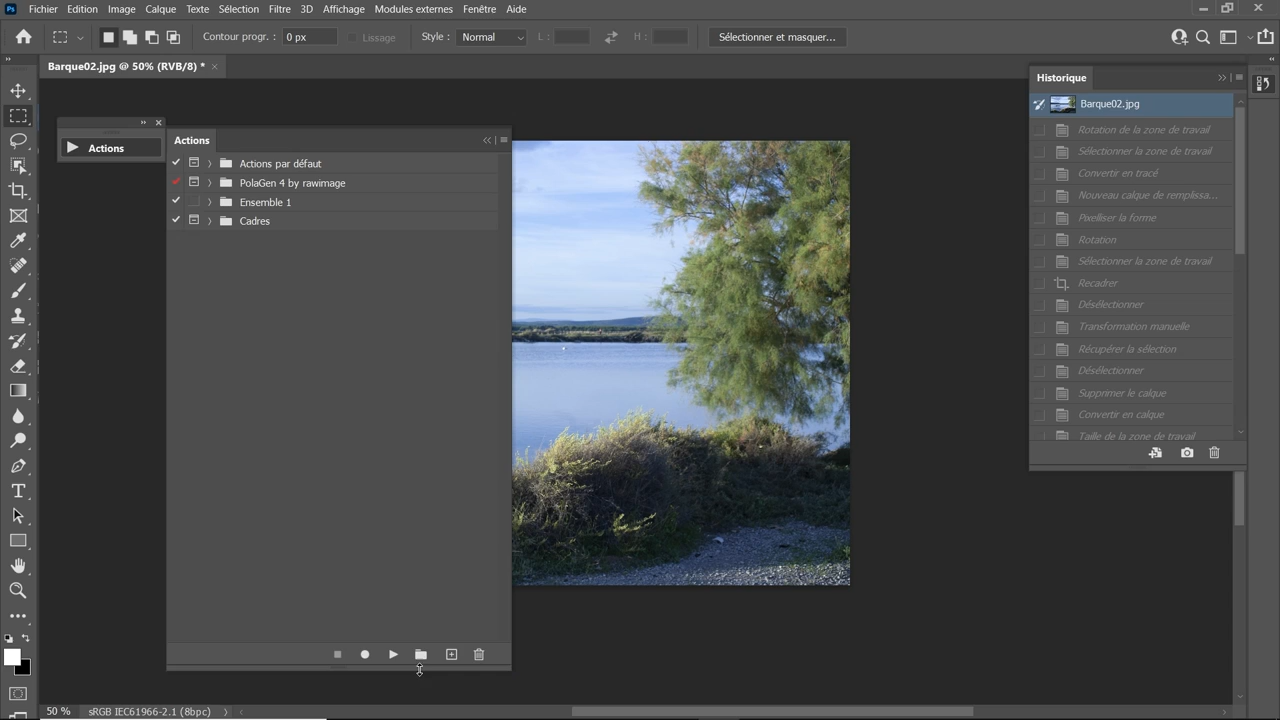 Ps Fichier Edition Image Calque Texte Sélection Filtre 3D Affichage Modules externes Fenêtre Aide
Contour progr. : 0 px Lissage Style : Normal L : H : Sélectionner et masquer...
Barque02.jpg @ 50% (RVB/8) *
Actions
Actions
Actions par défaut
PolaGen 4 by rawimage
Ensemble 1
Cadres
Historique
Barque02.jpg
Rotation de la zone de travail
Sélectionner la zone de travail
Convertir en tracé
Nouveau calque de remplissa...
Pixelliser la forme
Rotation
Sélectionner la zone de travail
Recadrer
Désélectionner
Transformation manuelle
Récupérer la sélection
Désélectionner
Supprimer le calque
Convertir en calque
Taille de la zone de travail
50 % sRGB IEC61966-2.1 (8bpc)